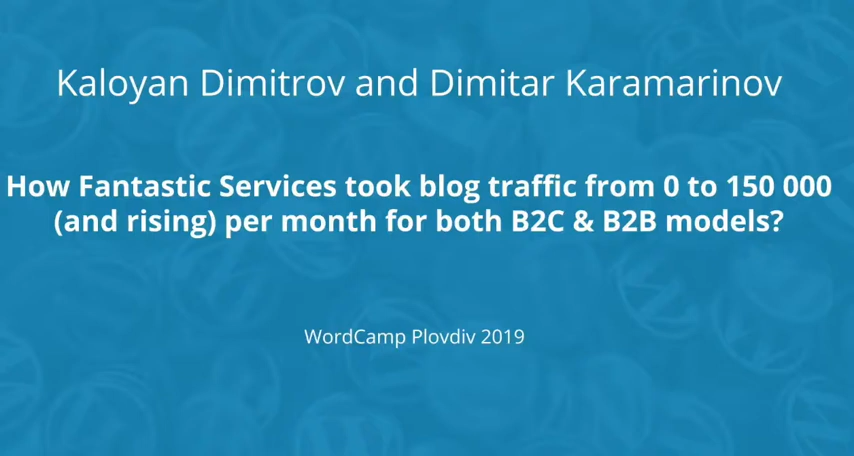 Kaloyan Dimitrov and Dimitar Karamarinov
How Fantastic Services took blog traffic from 0 to 150 000
(and rising) per month for both B2C & B2B models?
WordCamp Plovdiv 2019